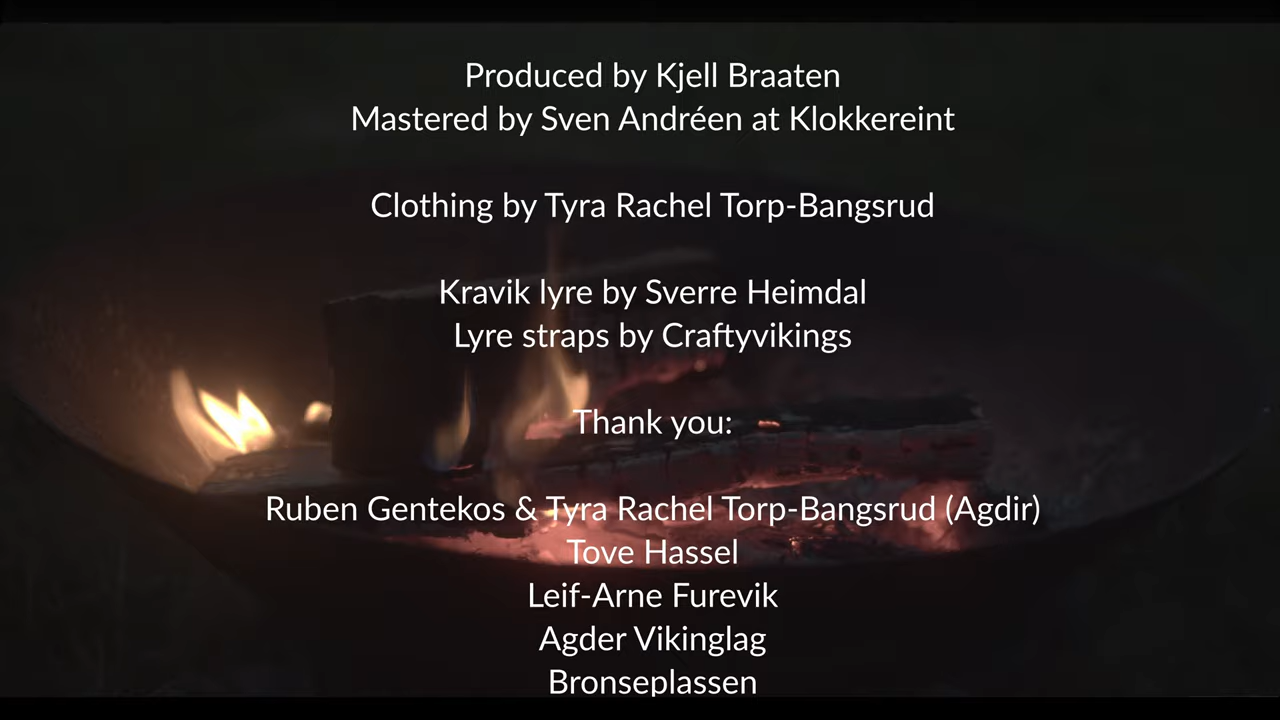 Produced by Kjell Braaten
Mastered by Sven Andréen at Klokkereint
Clothing by Tyra Rachel Torp-Bangsrud
Kravik lyre by Sverre Heimdal
Lyre straps by Craftyvikings
Thank you:
Ruben Gentekos & Tyra Rachel Torp-Bangsrud (Agdir)
Tove Hassel
Leif-Arne Furevik
Agder Vikinglag
Bronseplassen